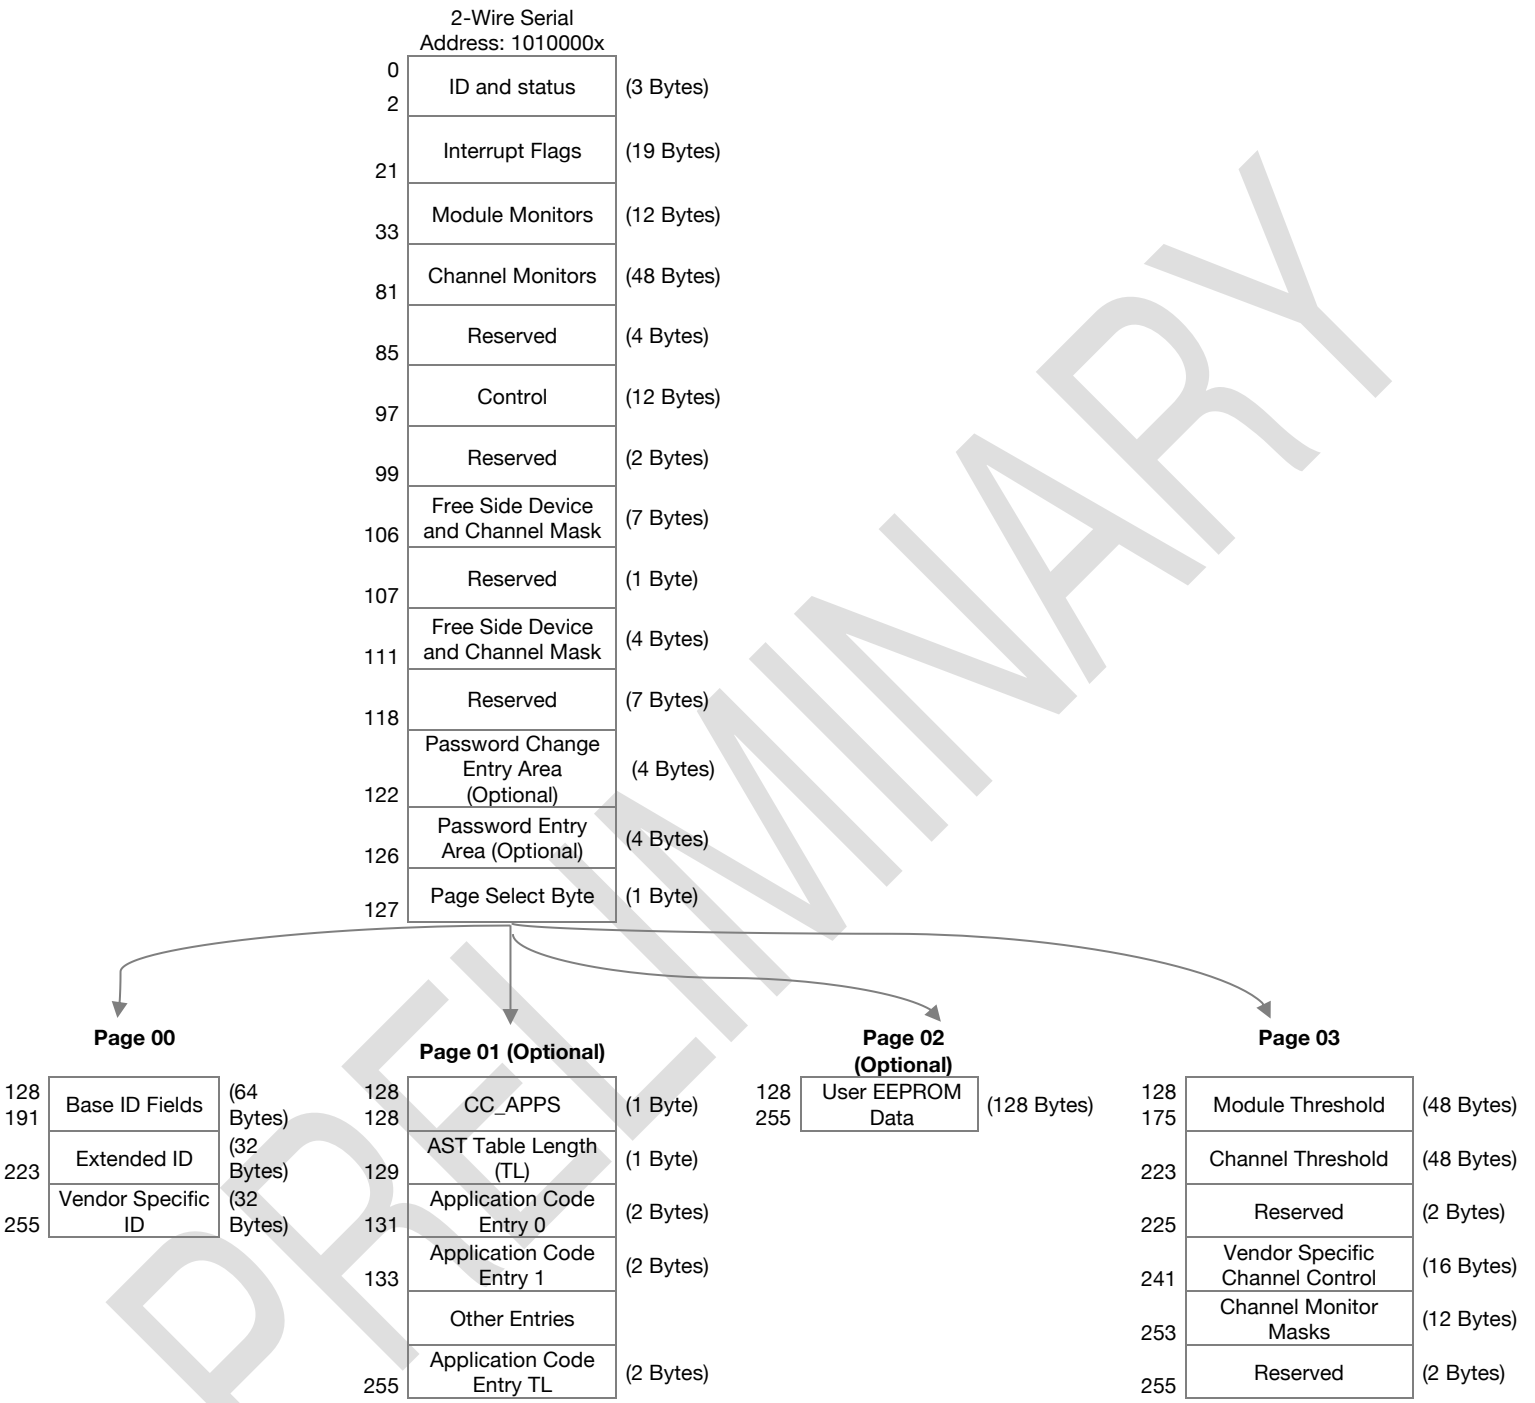 2-Wire Serial
Address: 1010000x
0
2
ID and status
(3 Bytes)
21
Interrupt Flags
(19 Bytes)
33
Module Monitors
(12 Bytes)
81
Channel Monitors
(48 Bytes)
85
Reserved
(4 Bytes)
97
Control
(12 Bytes)
99
Reserved
(2 Bytes)
106
Free Side Device
and Channel Mask
(7 Bytes)
107
Reserved
(1 Byte)
111
Free Side Device
and Channel Mask
(4 Bytes)
118
Reserved
(7 Bytes)
122
Password Change
Entry Area
(Optional)
(4 Bytes)
126
Password Entry
Area (Optional)
(4 Bytes)
127
Page Select Byte
(1 Byte)
Page 00
128
191
Base ID Fields
(64
Bytes)
223
Extended ID
(32
Bytes)
255
Vendor Specific
ID
(32
Bytes)
Page 01 (Optional)
128
128
CC_APPS
(1 Byte)
129
AST Table Length
(TL)
(1 Byte)
131
Application Code
Entry 0
(2 Bytes)
133
Application Code
Entry 1
(2 Bytes)
Other Entries
255
Application Code
Entry TL
(2 Bytes)
Page 02
(Optional)
128
255
User EEPROM
Data
(128 Bytes)
Page 03
128
175
Module Threshold
(48 Bytes)
223
Channel Threshold
(48 Bytes)
225
Reserved
(2 Bytes)
241
Vendor Specific
Channel Control
(16 Bytes)
253
Channel Monitor
Masks
(12 Bytes)
255
Reserved
(2 Bytes)
PRELIMINARY